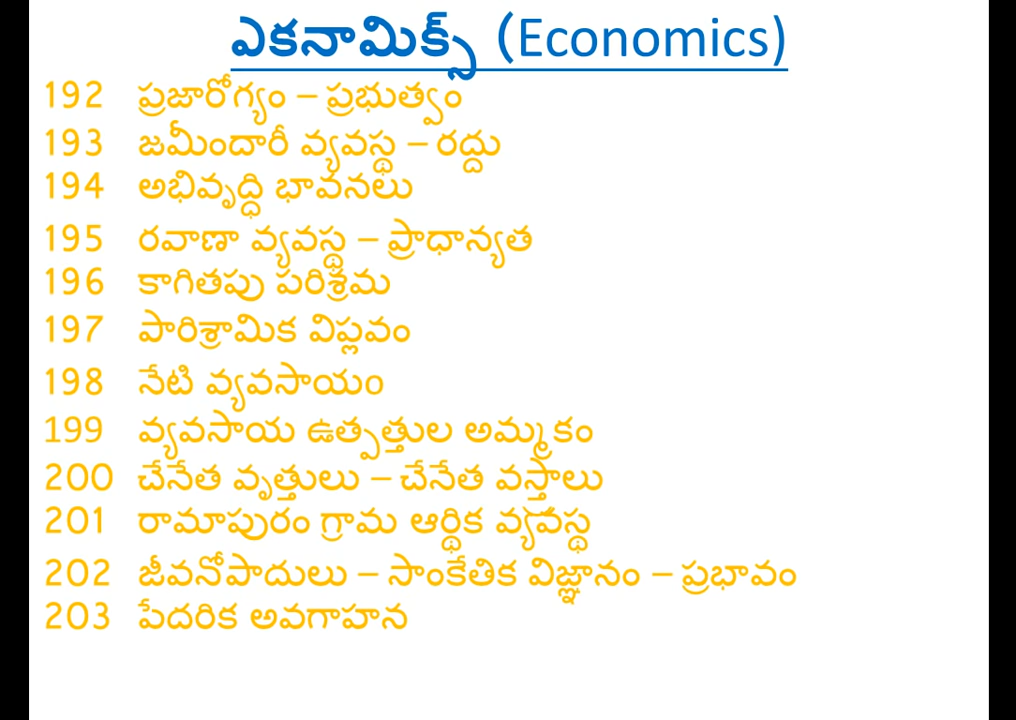 ఎకనామిక్స్ (Economics)
192 ప్రజారోగ్యం – ప్రభుత్వం
193 జమీందారీ వ్యవస్థ – రద్దు
194 అభివృద్ధి భావనలు
195 రవాణా వ్యవస్థ – ప్రాధాన్యత
196 కాగితపు పరిశ్రమ
197 పారిశ్రామిక విప్లవం
198 నేటి వ్యవసాయం
199 వ్యవసాయ ఉత్పత్తుల అమ్మకం
200 చేనేత వృత్తులు – చేనేత వస్త్రాలు
201 రామాపురం గ్రామ ఆర్థిక వ్యవస్థ
202 జీవనోపాదులు – సాంకేతిక విజ్ఞానం – ప్రభావం
203 పేదరిక అవగాహన